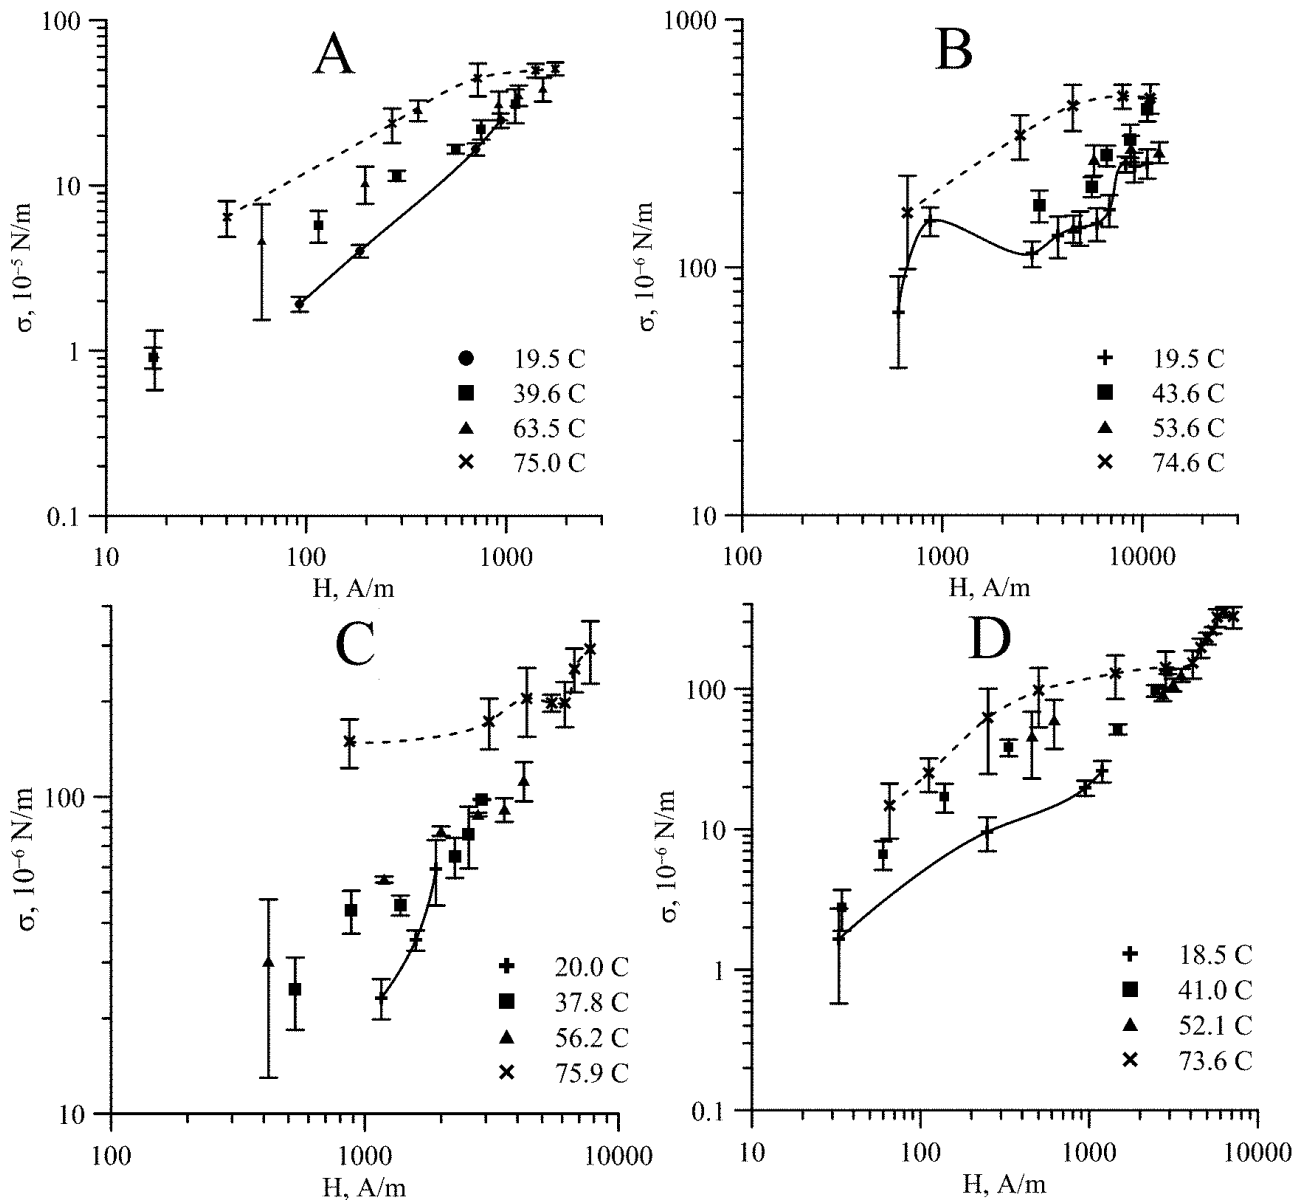 A
100
10
1
0.1
σ, 10⁻⁵ N/m
19.5 C
39.6 C
63.5 C
75.0 C
10
100
1000
H, A/m
B
1000
100
10
σ, 10⁻⁶ N/m
19.5 C
43.6 C
53.6 C
74.6 C
100
1000
10000
H, A/m
C
100
10
σ, 10⁻⁶ N/m
20.0 C
37.8 C
56.2 C
75.9 C
100
1000
10000
H, A/m
D
100
10
1
0.1
σ, 10⁻⁶ N/m
18.5 C
41.0 C
52.1 C
73.6 C
10
100
1000
10000
H, A/m